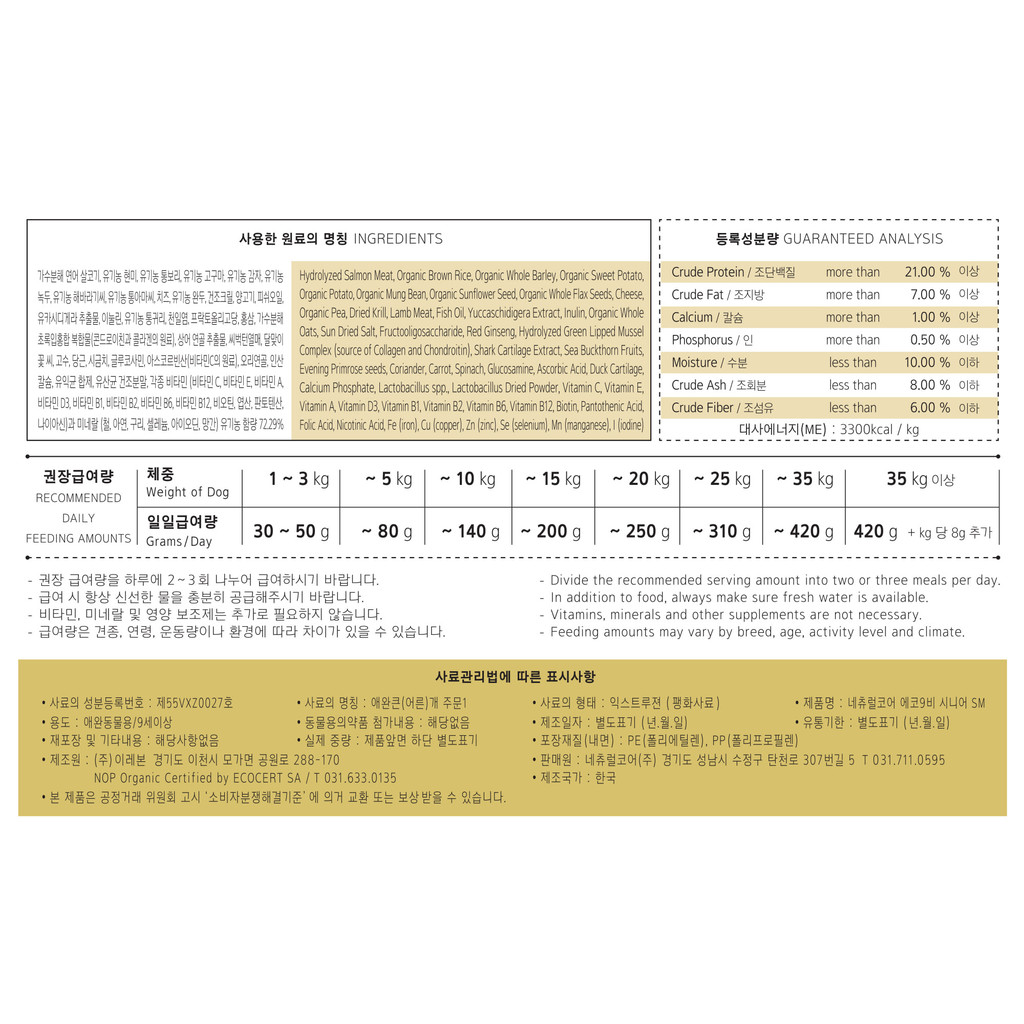 사용한 원료의 명칭 INGREDIENTS
가수분해 연어 살코기, 유기농 현미, 유기농 통보리, 유기농 고구마, 유기농 감자, 유기농
녹두, 유기농 해바라기씨, 유기농 통아마씨, 치즈, 유기농 완두, 건조크릴, 양고기, 피쉬오일,
유카시디게라 추출물, 이눌린, 유기농 통귀리, 천일염, 프락토올리고당, 홍삼, 가수분해
초록입홍합 복합물(콘드로이친과 콜라겐의 원료), 상어 연골 추출물, 씨벅턴열매, 달맞이
꽃 씨, 고수, 당근, 시금치, 글루코사민, 아스코르빈산(비타민C의 원료), 오리연골, 인산
칼슘, 유익균 합제, 유산균 건조분말, 각종 비타민 (비타민 C, 비타민 E, 비타민 A,
비타민 D3, 비타민 B1, 비타민 B2, 비타민 B6, 비타민 B12, 비오틴, 엽산, 판토텐산,
나이아신)과 미네랄 (철, 아연, 구리, 셀레늄, 아이오딘, 망간) 유기농 함량 72.29%
Hydrolyzed Salmon Meat, Organic Brown Rice, Organic Whole Barley, Organic Sweet Potato,
Organic Potato, Organic Mung Bean, Organic Sunflower Seed, Organic Whole Flax Seeds, Cheese,
Organic Pea, Dried Krill, Lamb Meat, Fish Oil, Yuccaschidigera Extract, Inulin, Organic Whole
Oats, Sun Dried Salt, Fructooligosaccharide, Red Ginseng, Hydrolyzed Green Lipped Mussel
Complex (source of Collagen and Chondroitin), Shark Cartilage Extract, Sea Buckthorn Fruits,
Evening Primrose seeds, Coriander, Carrot, Spinach, Glucosamine, Ascorbic Acid, Duck Cartilage,
Calcium Phosphate, Lactobacillus spp., Lactobacillus Dried Powder, Vitamin C, Vitamin E,
Vitamin A, Vitamin D3, Vitamin B1, Vitamin B2, Vitamin B6, Vitamin B12, Biotin, Pantothenic Acid,
Folic Acid, Nicotinic Acid, Fe (iron), Cu (copper), Zn (zinc), Se (selenium), Mn (manganese), I (iodine)
등록성분량 GUARANTEED ANALYSIS
Crude Protein / 조단백질 more than 21.00 % 이상
Crude Fat / 조지방 more than 7.00 % 이상
Calcium / 칼슘 more than 1.00 % 이상
Phosphorus / 인 more than 0.50 % 이상
Moisture / 수분 less than 10.00 % 이하
Crude Ash / 조회분 less than 8.00 % 이하
Crude Fiber / 조섬유 less than 6.00 % 이하
대사에너지(ME) : 3300kcal / kg
권장급여량
RECOMMENDED
DAILY
FEEDING AMOUNTS
체중
Weight of Dog
1 ~ 3 kg ~ 5 kg ~ 10 kg ~ 15 kg ~ 20 kg ~ 25 kg ~ 35 kg 35 kg 이상
일일급여량
Grams/Day
30 ~ 50 g ~ 80 g ~ 140 g ~ 200 g ~ 250 g ~ 310 g ~ 420 g 420 g + kg 당 8g 추가
- 권장 급여량을 하루에 2~3회 나누어 급여하시기 바랍니다.
- 급여 시 항상 신선한 물을 충분히 공급해주시기 바랍니다.
- 비타민, 미네랄 및 영양 보조제는 추가로 필요하지 않습니다.
- 급여량은 견종, 연령, 운동량이나 환경에 따라 차이가 있을 수 있습니다.
- Divide the recommended serving amount into two or three meals per day.
- In addition to food, always make sure fresh water is available.
- Vitamins, minerals and other supplements are not necessary.
- Feeding amounts may vary by breed, age, activity level and climate.
사료관리법에 따른 표시사항
• 사료의 성분등록번호 : 제55VXZ0027호 • 사료의 명칭 : 애완큰(어른)개 주문1 • 사료의 형태 : 익스트루젼 ( 팽화사료) • 제품명 : 네츄럴코어 에코9비 시니어 SM
• 용도 : 애완동물용/9세이상 • 동물용의약품 첨가내용 : 해당없음 • 제조일자 : 별도표기 (년.월.일) • 유통기한 : 별도표기 (년.월.일)
• 재포장 및 기타내용 : 해당사항없음 • 실제 중량 : 제품앞면 하단 별도표기 • 포장재질(내면) : PE(폴리에틸렌), PP(폴리프로필렌)
• 제조원 : (주)이레본 경기도 이천시 모가면 공원로 288-170 • 판매원 : 네츄럴코어(주) 경기도 성남시 수정구 탄천로 307번길 5 T 031.711.0595
NOP Organic Certified by ECOCERT SA / T 031.633.0135 • 제조국가 : 한국
• 본 제품은 공정거래 위원회 고시 '소비자분쟁해결기준' 에 의거 교환 또는 보상받을 수 있습니다.